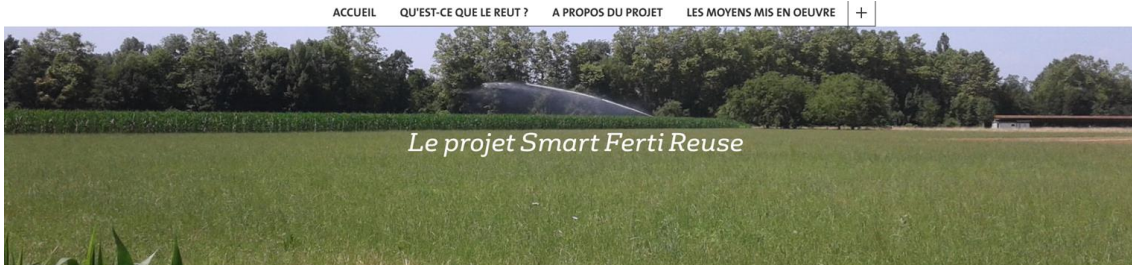 ACCUEIL QU'EST-CE QUE LE REUT ? A PROPOS DU PROJET LES MOYENS MIS EN OEUVRE +
Le projet Smart Ferti Reuse